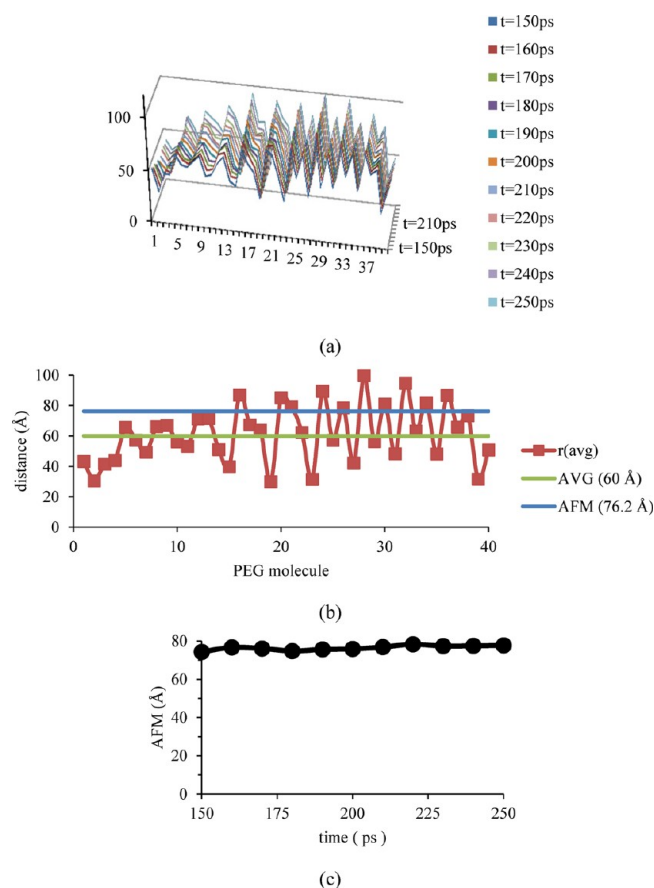 t=150ps
t=160ps
t=170ps
t=180ps
t=190ps
t=200ps
t=210ps
t=220ps
t=230ps
t=240ps
t=250ps
100
50
0
1 5 9 13 17 21 25 29 33 37
t=210ps
t=150ps
(a)
100
80
60
40
20
0
distance (Å)
0 10 20 30 40
PEG molecule
r(avg)
AVG (60 Å)
AFM (76.2 Å)
(b)
80
60
40
20
0
AFM (Å)
150 175 200 225 250
time ( ps )
(c)